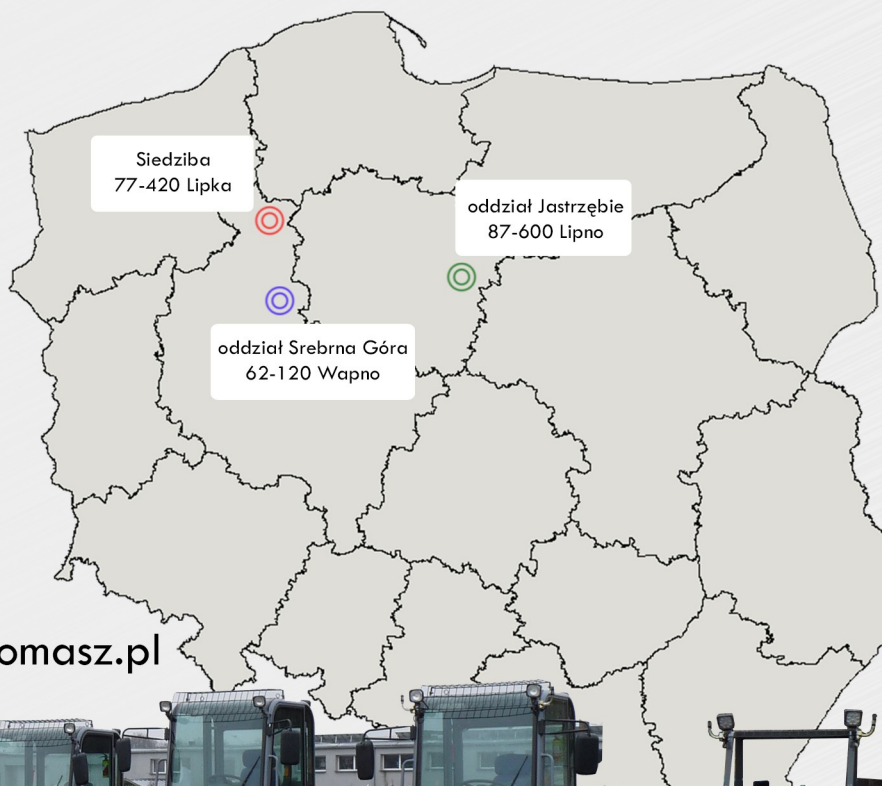 Siedziba
77-420 Lipka
oddział Jastrzębie
87-600 Lipno
oddział Srebrna Góra
62-120 Wapno
omasz.pl